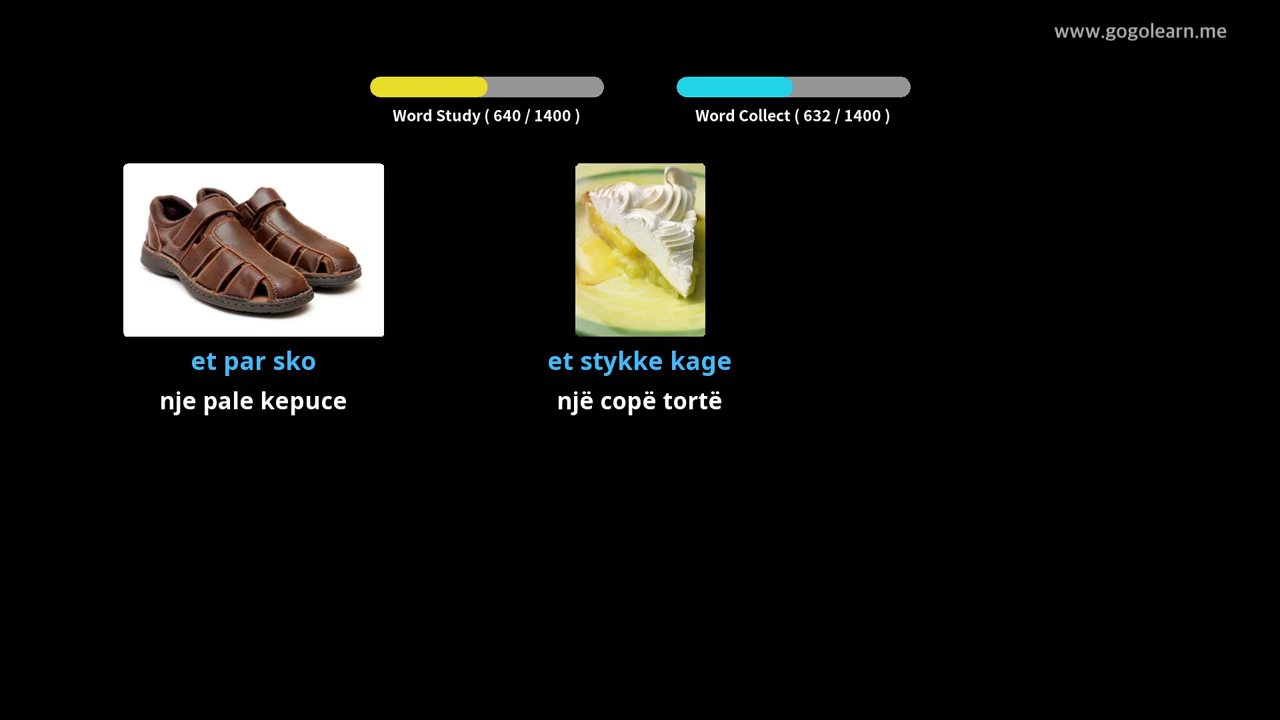 www.gogolearn.me
Word Study ( 640 / 1400 )
Word Collect ( 632 / 1400 )
et par sko
nje pale kepuce
et stykke kage
një copë tortë